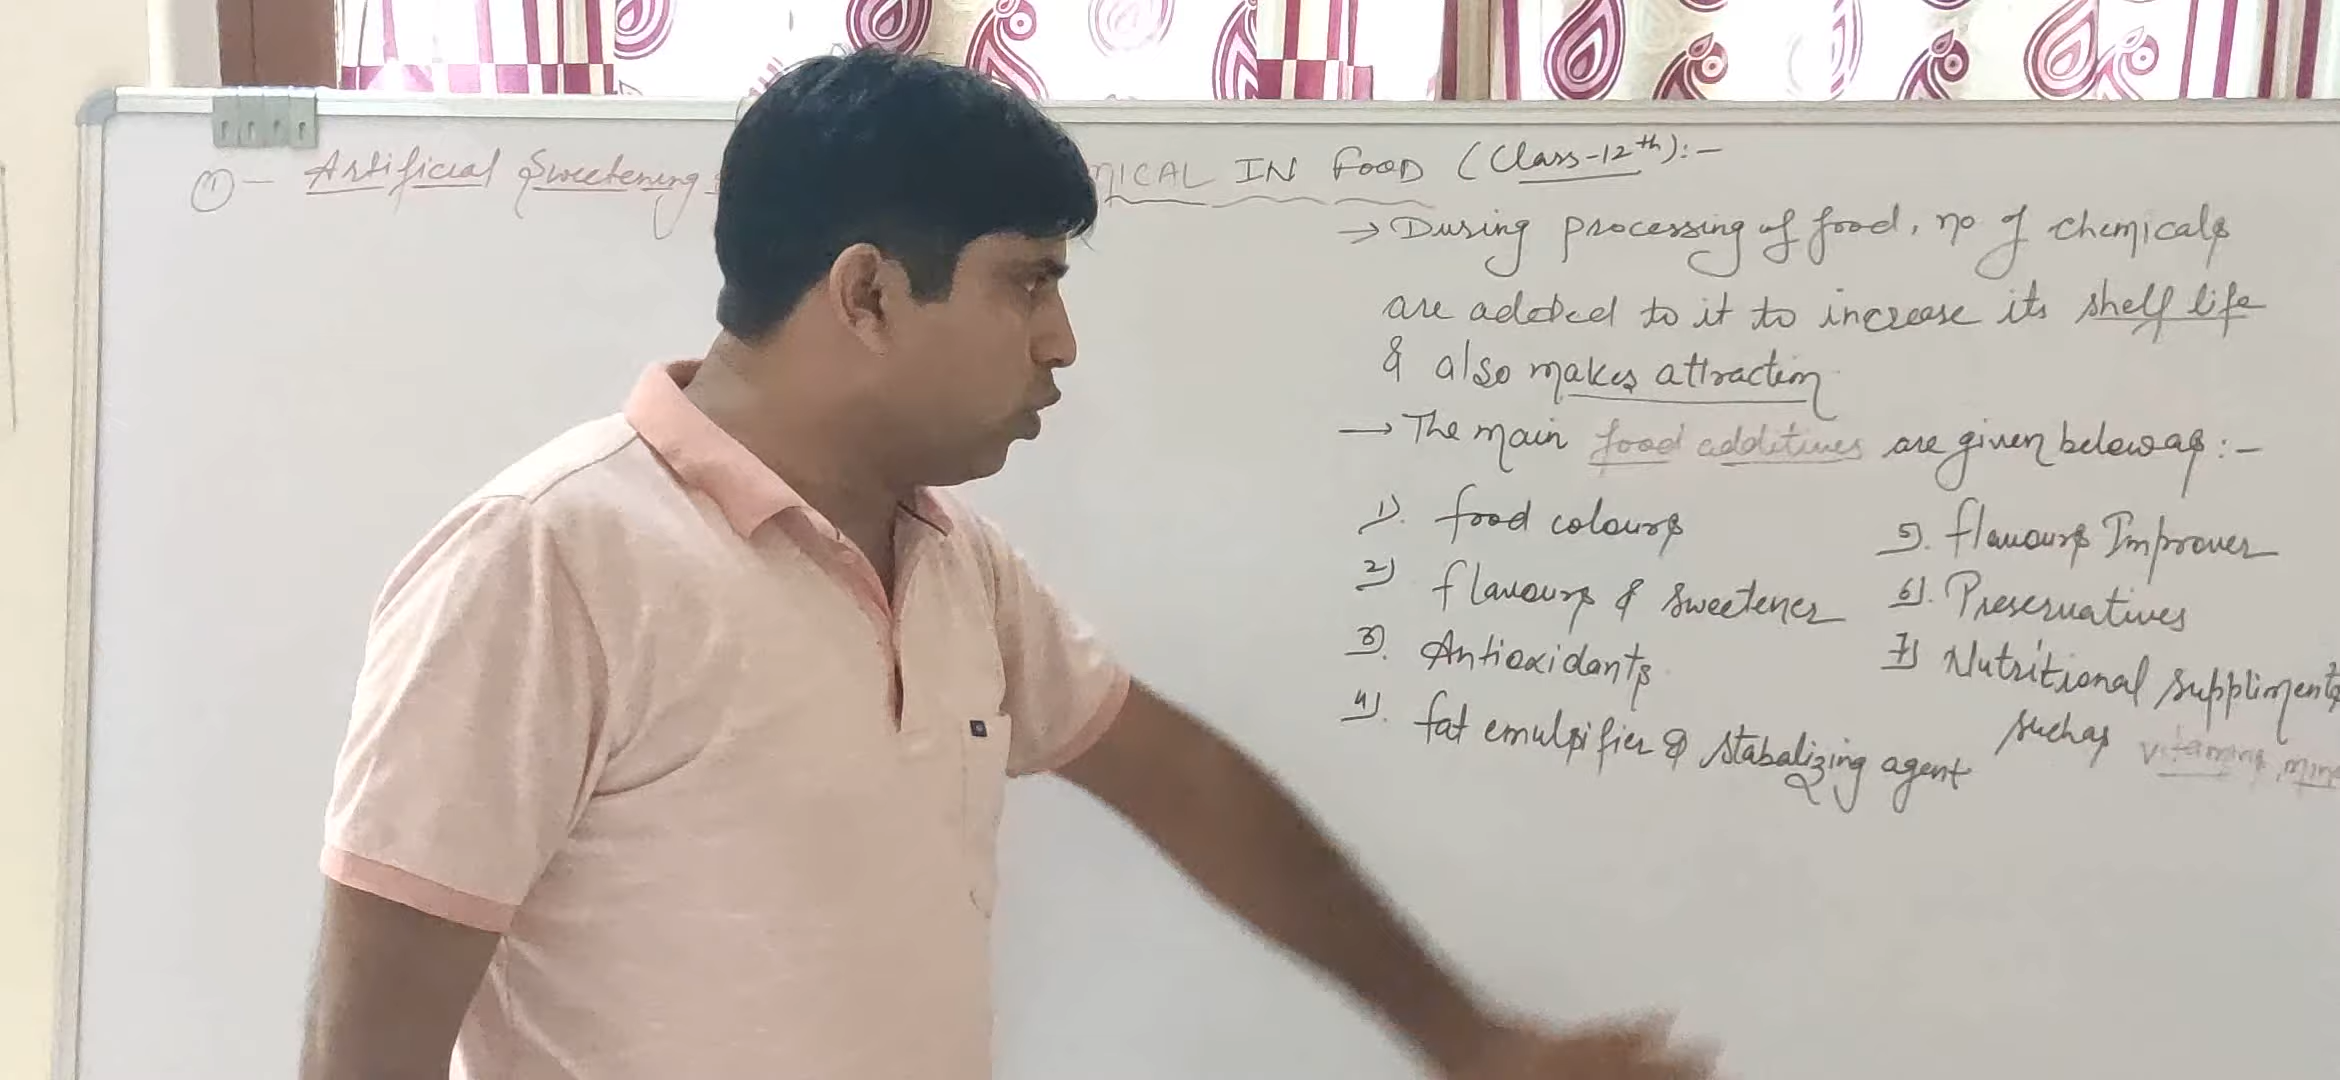 ① - Artificial Sweetening
MICAL IN FOOD (Class-12th):-
→ During processing of food, no of chemicals
are added to it to increase its shelf life
& also makes attraction
→ The main food additives are given below as :-
1). food colours
2) flavours & sweetener
3). Antioxidants
4). fat emulsifier & stabalizing agent
5). flavours Improver
6). Preservatives
7) Nutritional suppliments
such as vitamins, mine